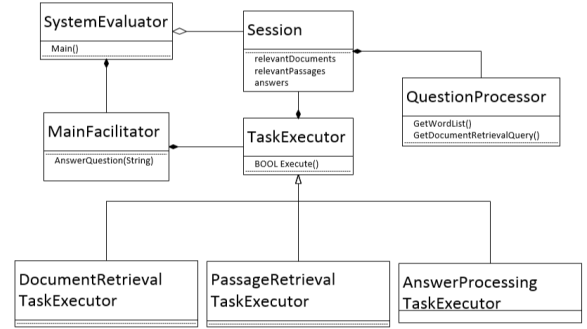 SystemEvaluator
Main()
Session
relevantDocuments
relevantPassages
answers
QuestionProcessor
GetWordList()
GetDocumentRetrievalQuery()
MainFacilitator
AnswerQuestion(String)
TaskExecutor
BOOL Execute()
DocumentRetrieval
TaskExecutor
PassageRetrieval
TaskExecutor
AnswerProcessing
TaskExecutor